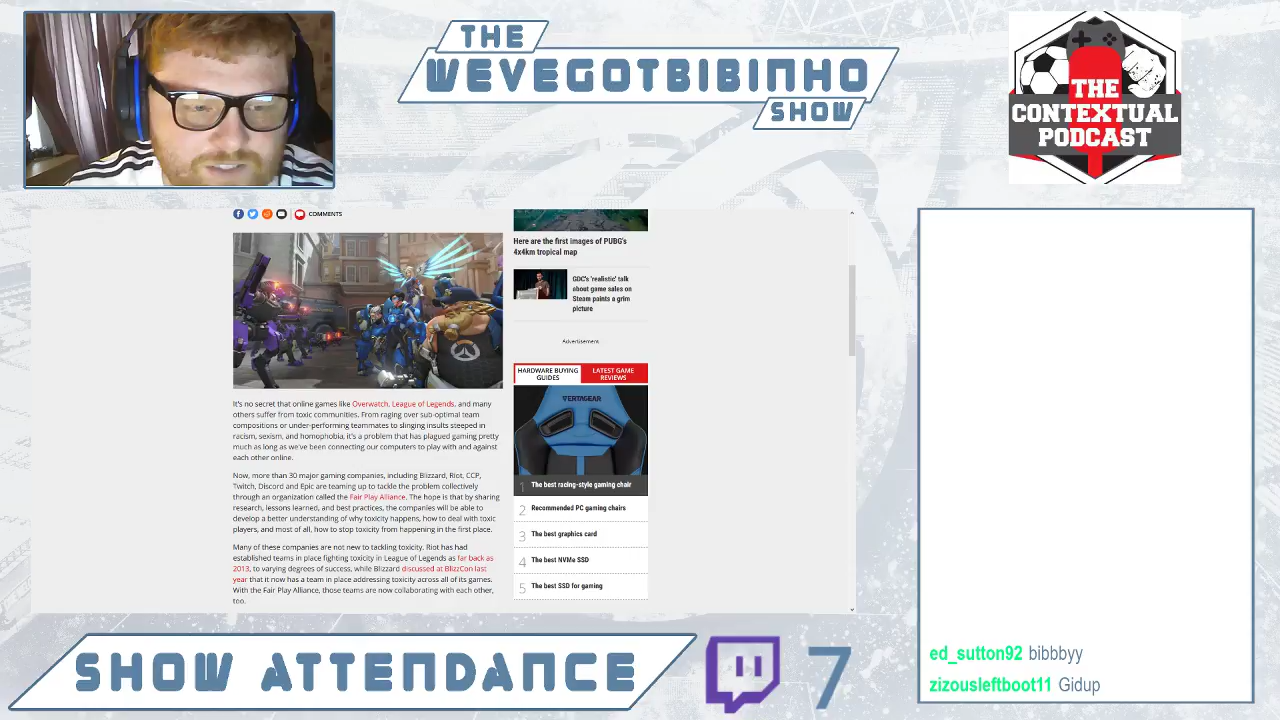 THE
WEVEGOTBIBINHO
SHOW
THE
CONTEXTUAL
PODCAST
COMMENTS
It's no secret that online games like Overwatch, League of Legends, and many
others suffer from toxic communities. From raging over sub-optimal team
compositions or under-performing teammates to slinging insults steeped in
racism, sexism, and homophobia, it's a problem that has plagued gaming pretty
much as long as we've been connecting our computers to play with and against
each other online.
Now, more than 30 major gaming companies, including Blizzard, Riot, CCP,
Twitch, Discord and Epic are teaming up to tackle the problem collectively
through an organization called the Fair Play Alliance. The hope is that by sharing
research, lessons learned, and best practices, the companies will be able to
develop a better understanding of why toxicity happens, how to deal with toxic
players, and most of all, how to stop toxicity from happening in the first place.
Many of these companies are not new to tackling toxicity. Riot has had
established teams in place fighting toxicity in League of Legends as far back as
2013, to varying degrees of success, while Blizzard discussed at BlizzCon last
year that it now has a team in place addressing toxicity across all of its games.
With the Fair Play Alliance, those teams are now collaborating with each other,
too.
Here are the first images of PUBG's
4x4km tropical map
GDC's 'realistic' talk
about game sales on
Steam paints a grim
picture
Advertisement
HARDWARE BUYING
GUIDES
LATEST GAME
REVIEWS
VERTAGEAR
1 The best racing-style gaming chair
2 Recommended PC gaming chairs
3 The best graphics card
4 The best NVMe SSD
5 The best SSD for gaming
ed_sutton92 bibbbyy
zizousleftboot11 Gidup
SHOW ATTENDANCE 7